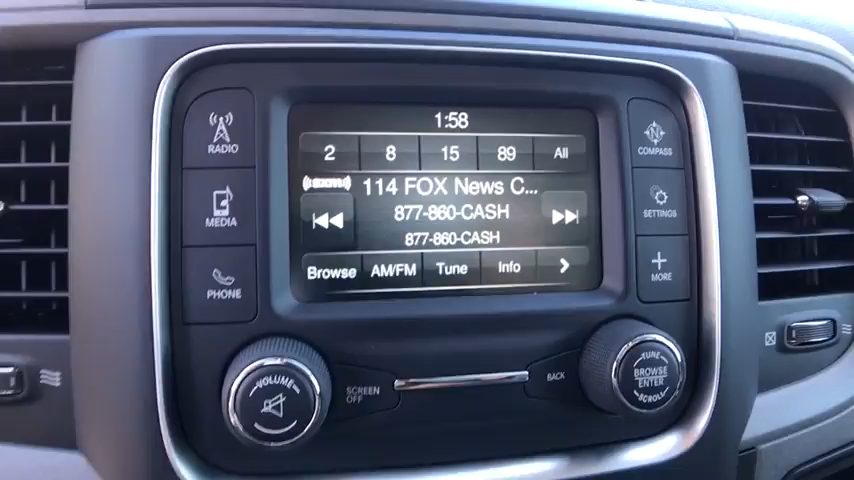 1:58
2 8 15 89 All
((SiriusXM))
114 FOX News C...
877-860-CASH
877-860-CASH
Browse AM/FM Tune Info
RADIO
MEDIA
PHONE
COMPASS
SETTINGS
MORE
VOLUME
SCREEN
OFF
BACK
TUNE
BROWSE
ENTER
SCROLL